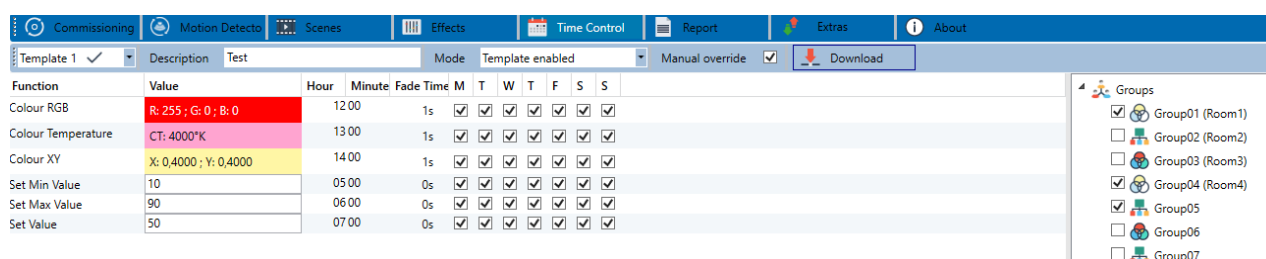 Commissioning Motion Detecto Scenes Effects Time Control Report Extras About
Template 1 Description Test Mode Template enabled Manual override Download
Function Value Hour Minute Fade Time M T W T F S S
Colour RGB R: 255 ; G: 0 ; B: 0 12 00 1s
Colour Temperature CT: 4000°K 13 00 1s
Colour XY X: 0,4000 ; Y: 0,4000 14 00 1s
Set Min Value 10 05 00 0s
Set Max Value 90 06 00 0s
Set Value 50 07 00 0s
Groups
Group01 (Room1)
Group02 (Room2)
Group03 (Room3)
Group04 (Room4)
Group05
Group06
Group07